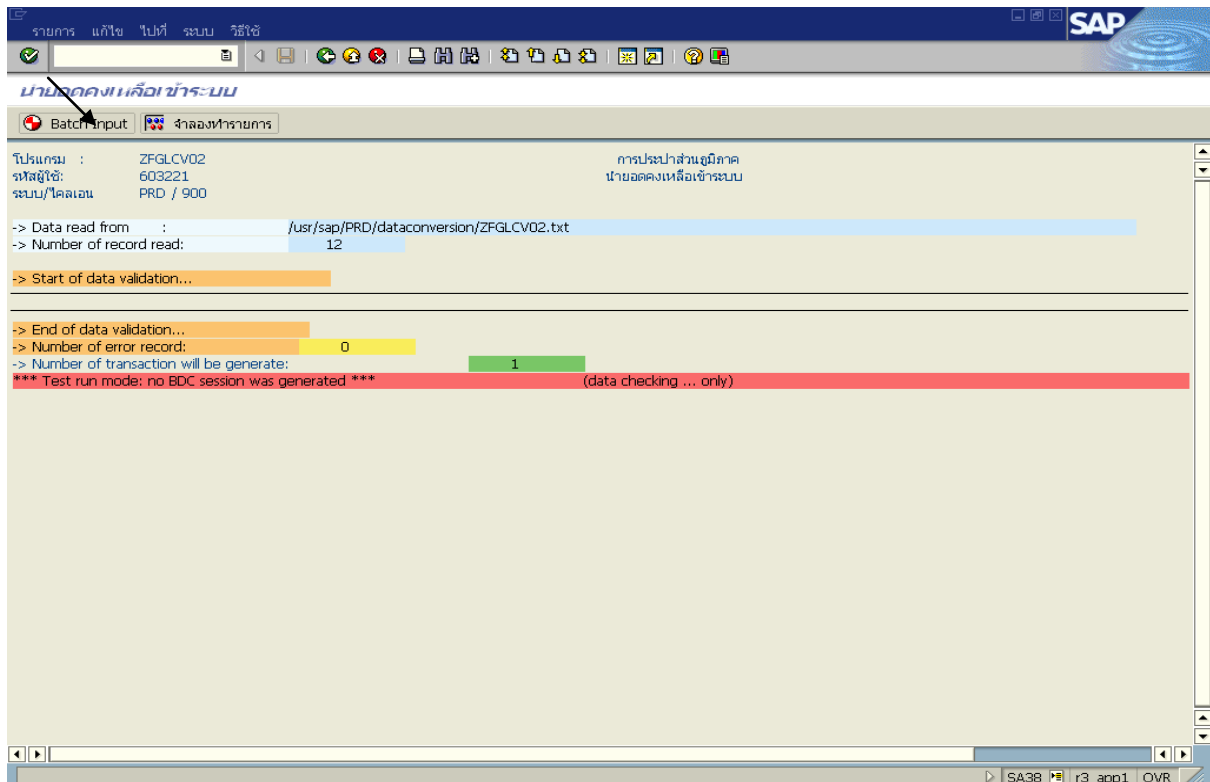 รายการ แก้ไข ไปที่ ระบบ วิธีใช้
SAP
นำยอดคงเหลือเข้าระบบ
Batch Input จำลองทำรายการ
โปรแกรม : ZFGLCV02 การประปาส่วนภูมิภาค
รหัสผู้ใช้: 603221 นำยอดคงเหลือเข้าระบบ
ระบบ/ไคลเอน PRD / 900
-> Data read from : /usr/sap/PRD/dataconversion/ZFGLCV02.txt
-> Number of record read: 12
-> Start of data validation...
-> End of data validation...
-> Number of error record: 0
-> Number of transaction will be generate: 1
*** Test run mode: no BDC session was generated *** (data checking ... only)
SA38 r3_app1 OVR